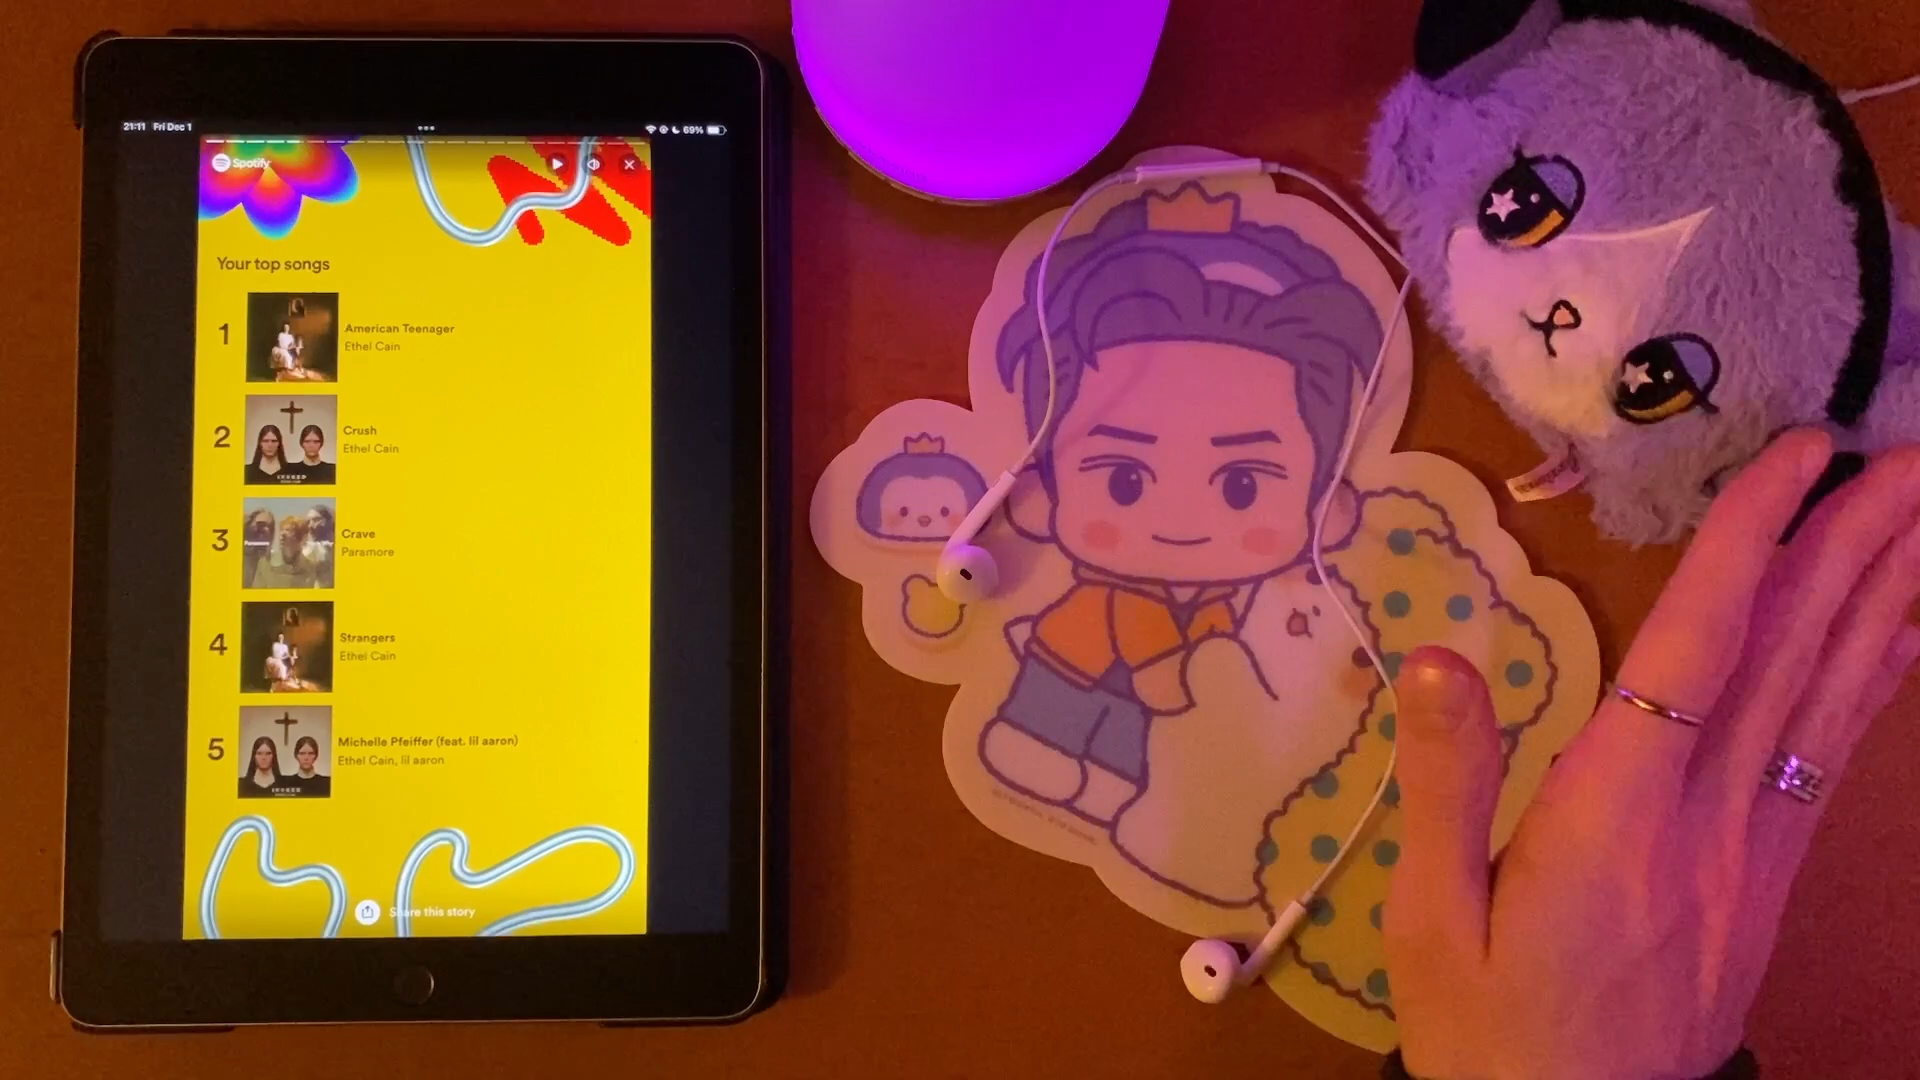 21:11 Fri Dec 1
69%
Spotify
Your top songs
1
American Teenager
Ethel Cain
2
Crush
Ethel Cain
3
Crave
Paramore
4
Strangers
Ethel Cain
5
Michelle Pfeiffer (feat. lil aaron)
Ethel Cain, lil aaron
Share this story